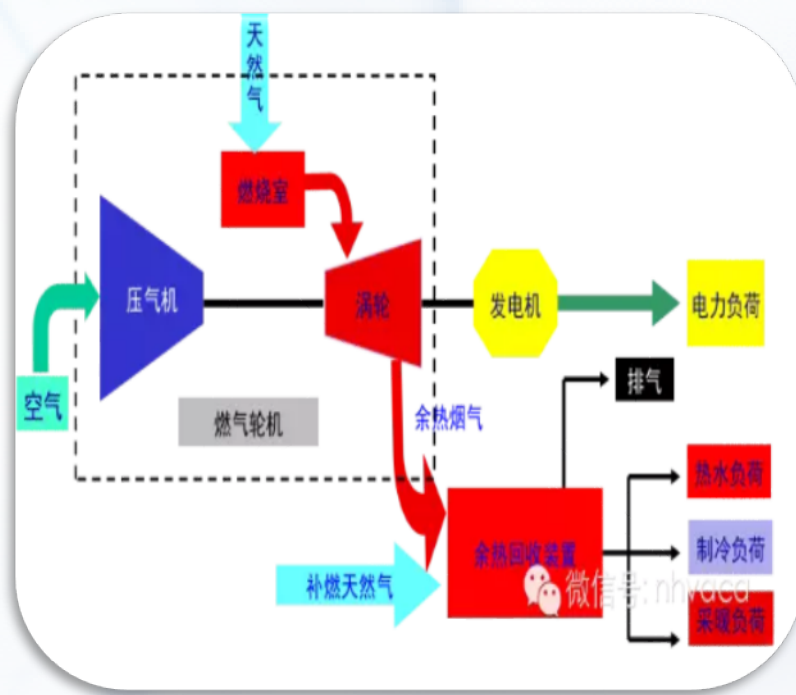 天然气
燃烧室
压气机
涡轮
发电机
电力负荷
空气
燃气轮机
余热烟气
排气
热水负荷
余热回收装置
制冷负荷
补燃天然气
微信号: nhvaca
采暖负荷